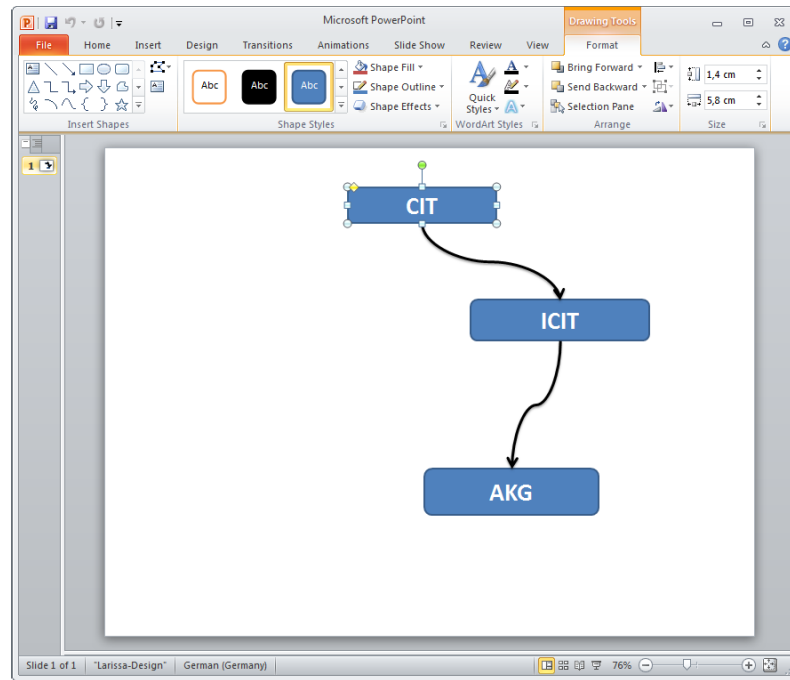 Microsoft PowerPoint
Drawing Tools
File Home Insert Design Transitions Animations Slide Show Review View Format
Abc Abc Abc
Shape Fill
Shape Outline
Shape Effects
Quick Styles
Bring Forward
Send Backward
Selection Pane
1,4 cm
5,8 cm
Insert Shapes Shape Styles WordArt Styles Arrange Size
1
CIT
ICIT
AKG
Slide 1 of 1 "Larissa-Design" German (Germany) 76%